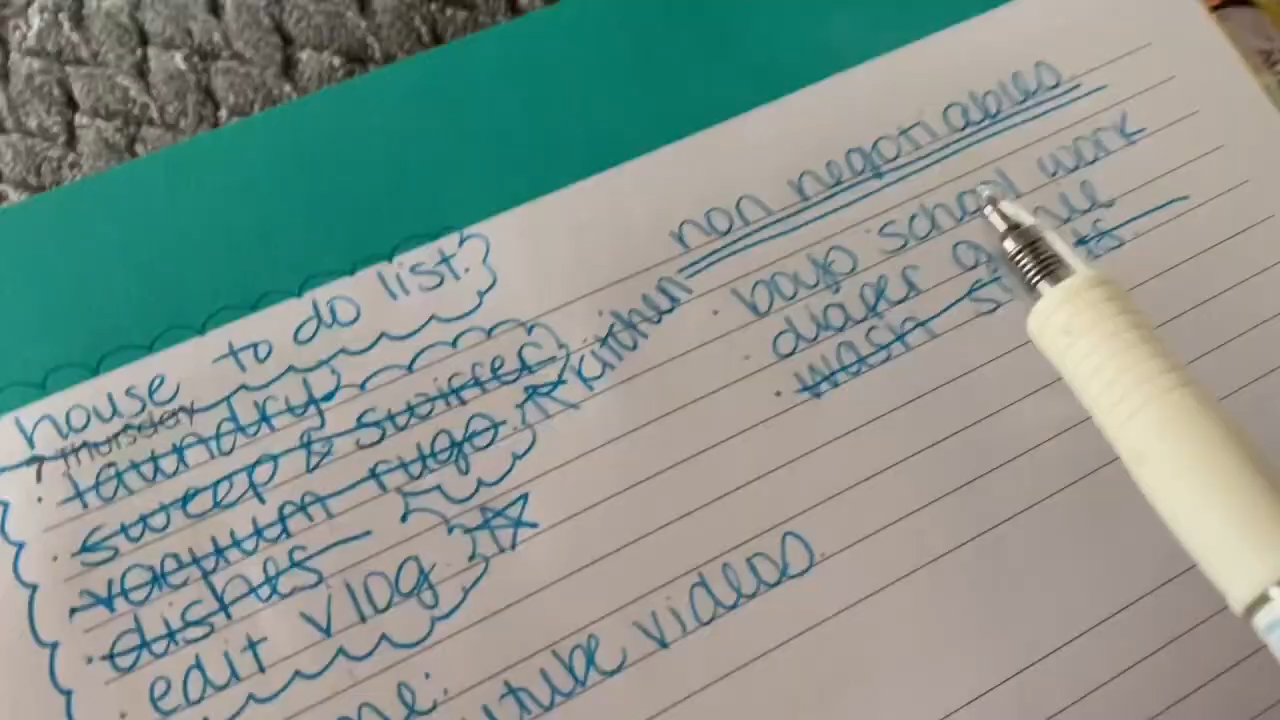 house to do list.
Thursday
laundry
sweep & swiffer
vacuum rugs kitchen
dishes
edit vlog
non negotiables
boys school work
diaper
wash
videos